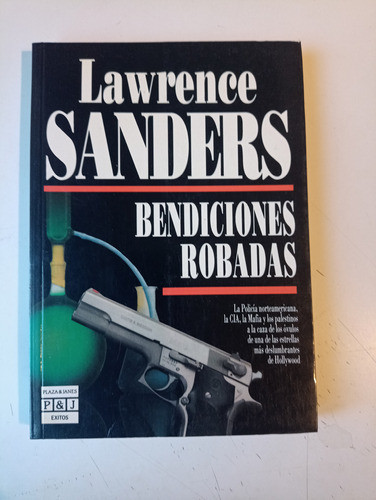 Lawrence
SANDERS
BENDICIONES
ROBADAS
La Policía norteamericana,
la CIA, la Mafia y los palestinos
a la caza de los óvulos
de una de las estrellas
más deslumbrantes
de Hollywood
PLAZA & JANES
P&J
EXITOS